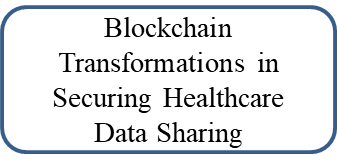 Blockchain
Transformations in
Securing Healthcare
Data Sharing